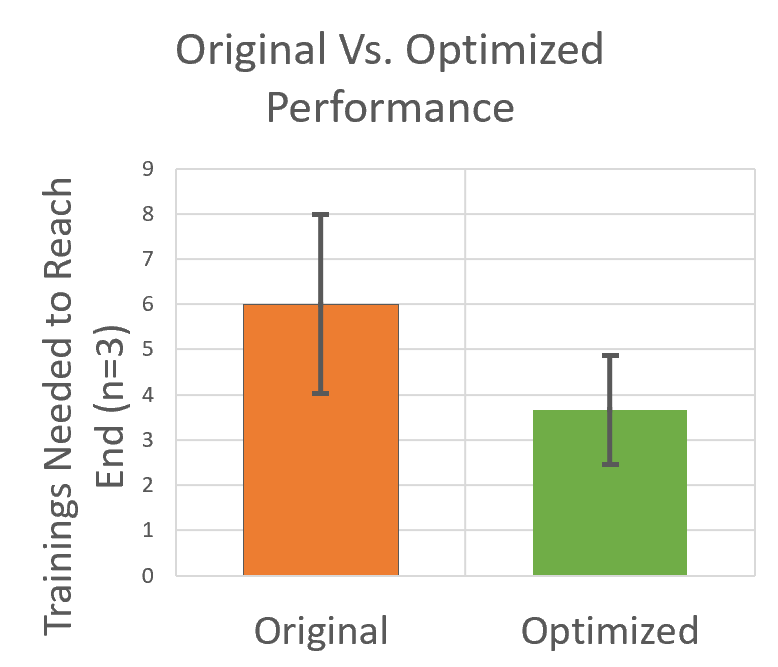 Original Vs. Optimized
Performance
Trainings Needed to Reach
End (n=3)
9
8
7
6
5
4
3
2
1
0
Original
Optimized